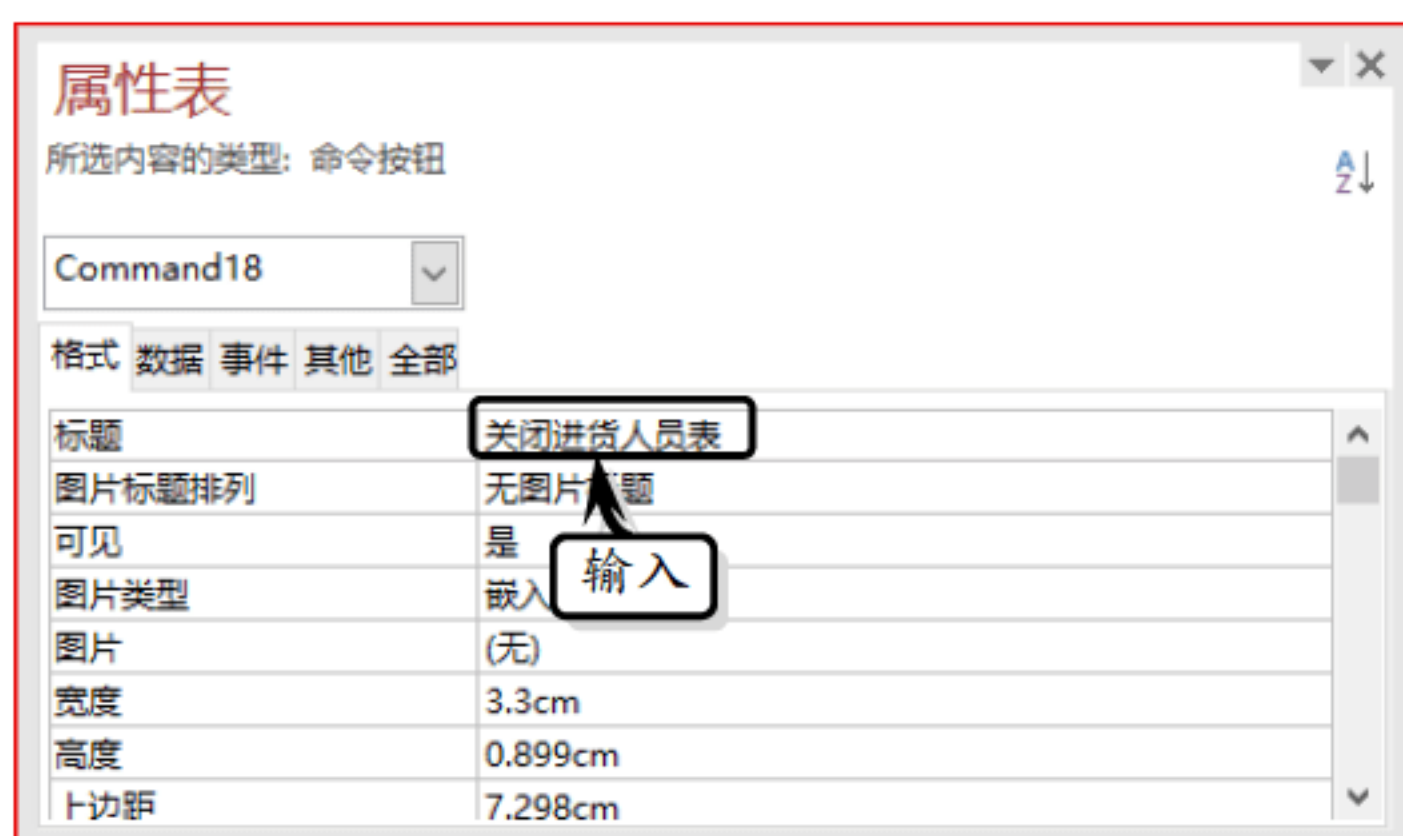 属性表
所选内容的类型: 命令按钮
Command18
格式 数据 事件 其他 全部
标题 关闭进货人员表
图片标题排列 无图片 题
可见 是
图片类型 嵌入
输入
图片 (无)
宽度 3.3cm
高度 0.899cm
上边距 7.298cm